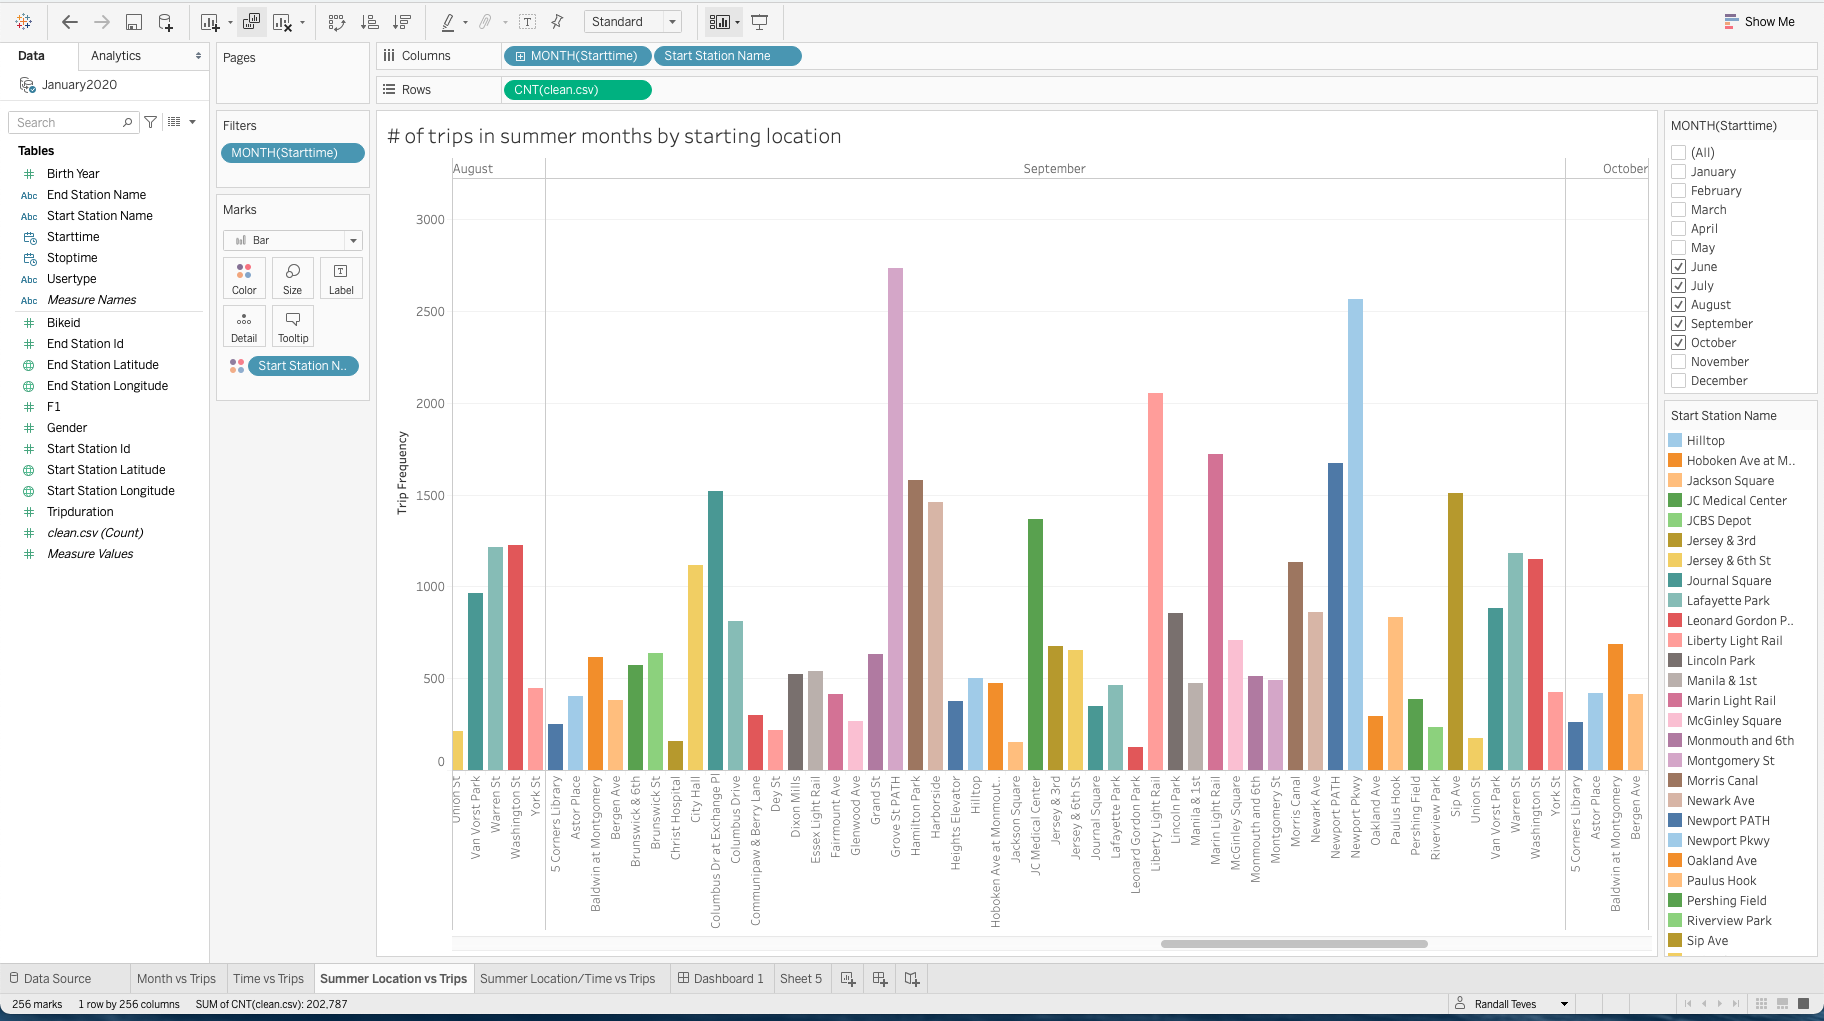 Standard
Show Me
Data
Analytics
January2020
Search
Tables
Birth Year
Abc End Station Name
Abc Start Station Name
Starttime
Stoptime
Abc Usertype
Abc Measure Names
Bikeid
End Station Id
End Station Latitude
End Station Longitude
F1
Gender
Start Station Id
Start Station Latitude
Start Station Longitude
Tripduration
clean.csv (Count)
Measure Values
Pages
Filters
MONTH(Starttime)
Marks
Bar
Color
Size
T
Label
Detail
Tooltip
Start Station N..
Columns
MONTH(Starttime)
Start Station Name
Rows
CNT(clean.csv)
# of trips in summer months by starting location
August
September
October
Trip Frequency
3000
2500
2000
1500
1000
500
0
Union St
Van Vorst Park
Warren St
Washington St
York St
5 Corners Library
Astor Place
Baldwin at Montgomery
Bergen Ave
Brunswick & 6th
Brunswick St
Christ Hospital
City Hall
Columbus Dr at Exchange Pl
Columbus Drive
Communipaw & Berry Lane
Dey St
Dixon Mills
Essex Light Rail
Fairmount Ave
Glenwood Ave
Grand St
Grove St PATH
Hamilton Park
Harborside
Heights Elevator
Hilltop
Hoboken Ave at Monmout..
Jackson Square
JC Medical Center
Jersey & 3rd
Jersey & 6th St
Journal Square
Lafayette Park
Leonard Gordon Park
Liberty Light Rail
Lincoln Park
Manila & 1st
Marin Light Rail
McGinley Square
Monmouth and 6th
Montgomery St
Morris Canal
Newark Ave
Newport PATH
Newport Pkwy
Oakland Ave
Paulus Hook
Pershing Field
Riverview Park
Sip Ave
Union St
Van Vorst Park
Warren St
Washington St
York St
5 Corners Library
Astor Place
Baldwin at Montgomery
Bergen Ave
MONTH(Starttime)
(All)
January
February
March
April
May
June
July
August
September
October
November
December
Start Station Name
Hilltop
Hoboken Ave at M..
Jackson Square
JC Medical Center
JCBS Depot
Jersey & 3rd
Jersey & 6th St
Journal Square
Lafayette Park
Leonard Gordon P..
Liberty Light Rail
Lincoln Park
Manila & 1st
Marin Light Rail
McGinley Square
Monmouth and 6th
Montgomery St
Morris Canal
Newark Ave
Newport PATH
Newport Pkwy
Oakland Ave
Paulus Hook
Pershing Field
Riverview Park
Sip Ave
Data Source
Month vs Trips
Time vs Trips
Summer Location vs Trips
Summer Location/Time vs Trips
Dashboard 1
Sheet 5
256 marks
1 row by 256 columns
SUM of CNT(clean.csv): 202,787
Randall Teves